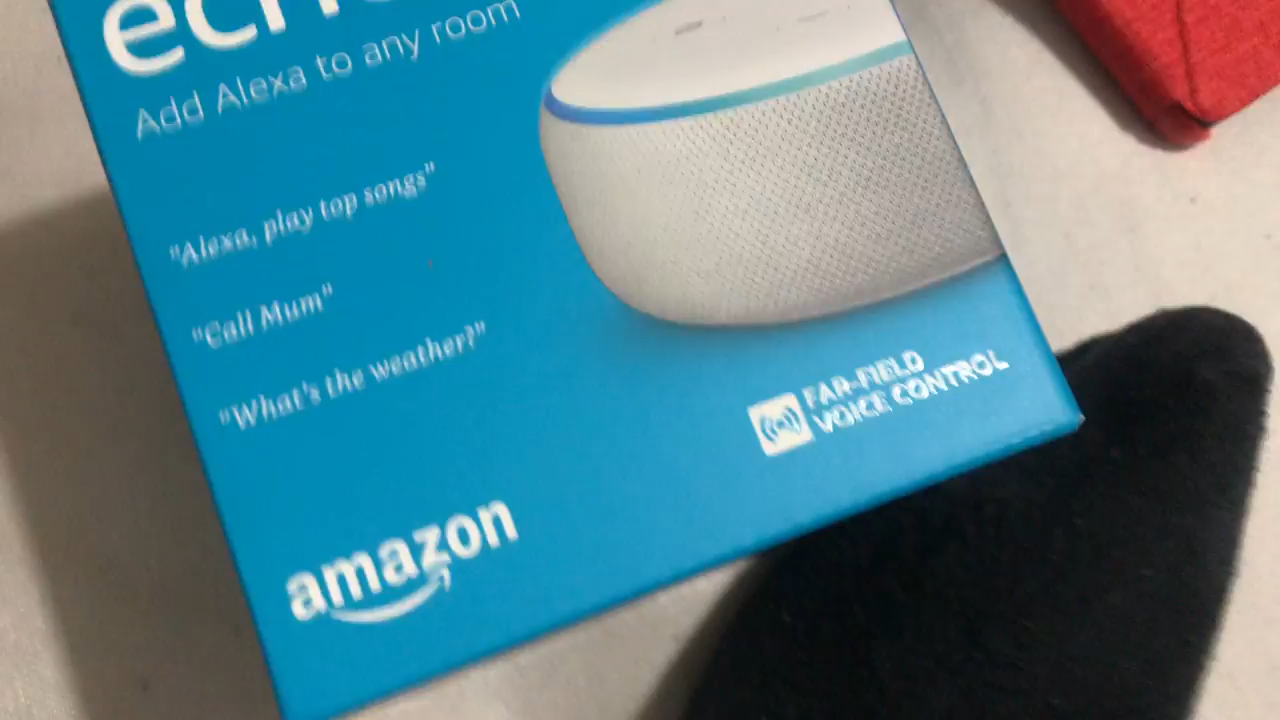 echo
Add Alexa to any room
"Alexa, play top songs"
"Call Mum"
"What's the weather?"
FAR-FIELD
VOICE CONTROL
amazon